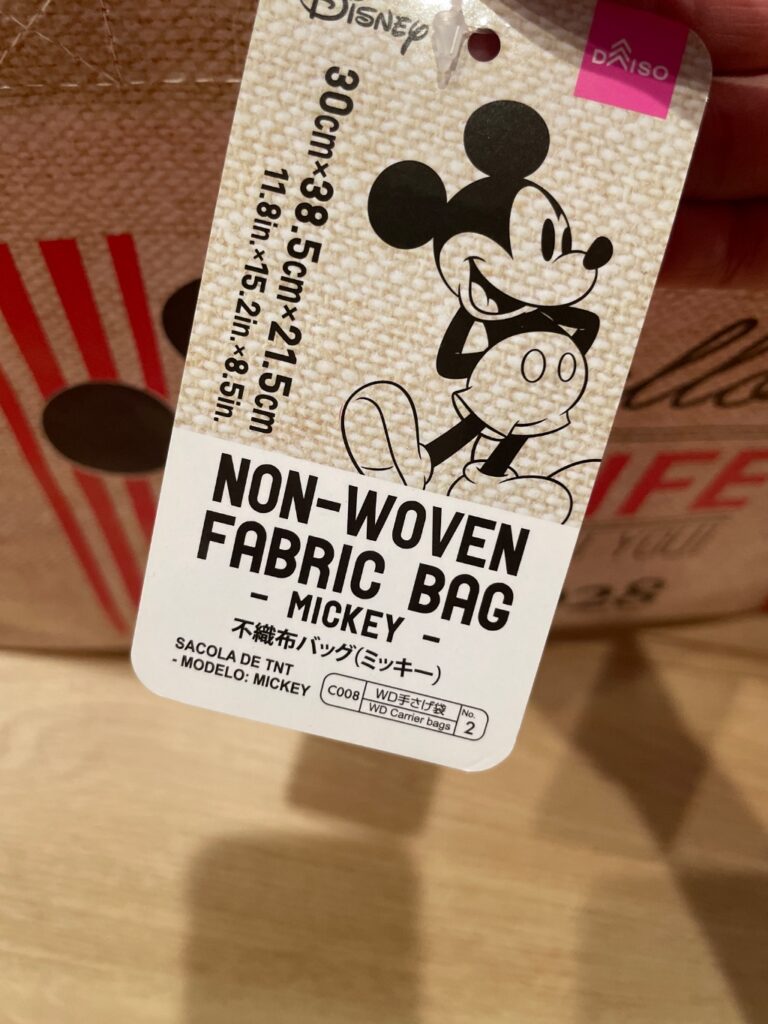 Disney
DAISO
30cm×38.5cm×21.5cm
11.8in.×15.2in.×8.5in.
NON-WOVEN
FABRIC BAG
- MICKEY -
不織布バッグ(ミッキー)
SACOLA DE TNT
- MODELO: MICKEY
C008
WD手さげ袋
WD Carrier bags
No.
2